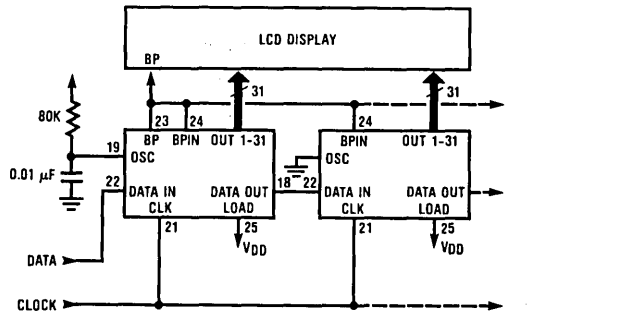 LCD DISPLAY
BP
31
31
80K
23
24
24
BP
BPIN
OUT 1-31
BPIN
OUT 1-31
19
OSC
OSC
0.01 µF
22
DATA IN
DATA OUT
18
22
DATA IN
DATA OUT
CLK
LOAD
CLK
LOAD
21
25
21
25
VDD
VDD
DATA
CLOCK